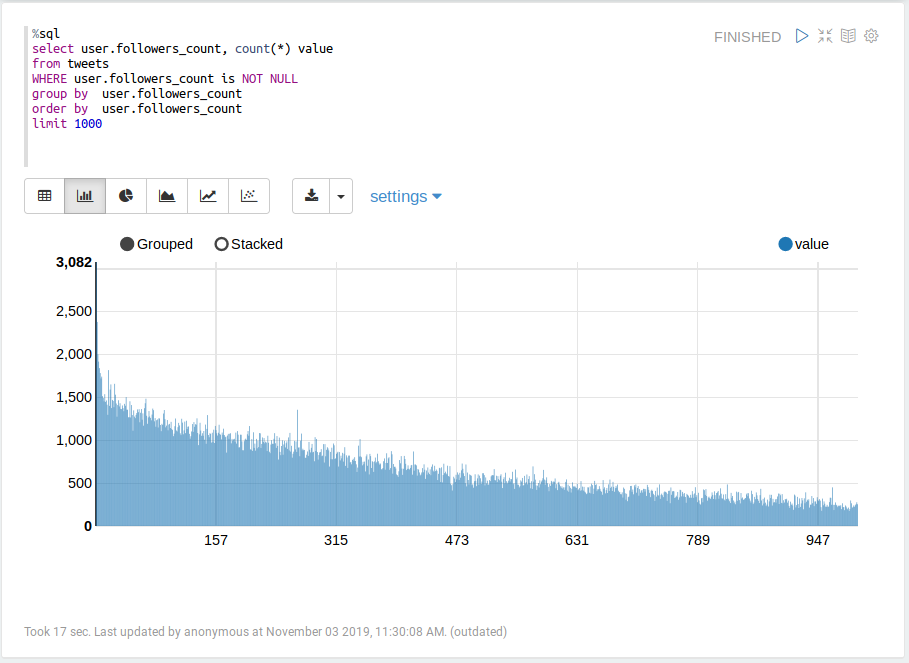 %sql
FINISHED
select user.followers_count, count(*) value
from tweets
WHERE user.followers_count is NOT NULL
group by  user.followers_count
order by  user.followers_count
limit 1000
settings
Grouped Stacked value
3,082
2,500
2,000
1,500
1,000
500
0
157 315 473 631 789 947
Took 17 sec. Last updated by anonymous at November 03 2019, 11:30:08 AM. (outdated)